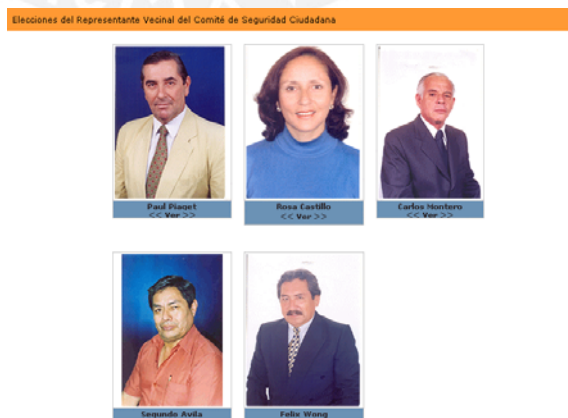 Elecciones del Representante Vecinal del Comité de Seguridad Ciudadana
Paul Piaget
<< Ver >>
Rosa Castillo
<< Ver >>
Carlos Montero
<< Ver >>
Segundo Avila
Felix Wong